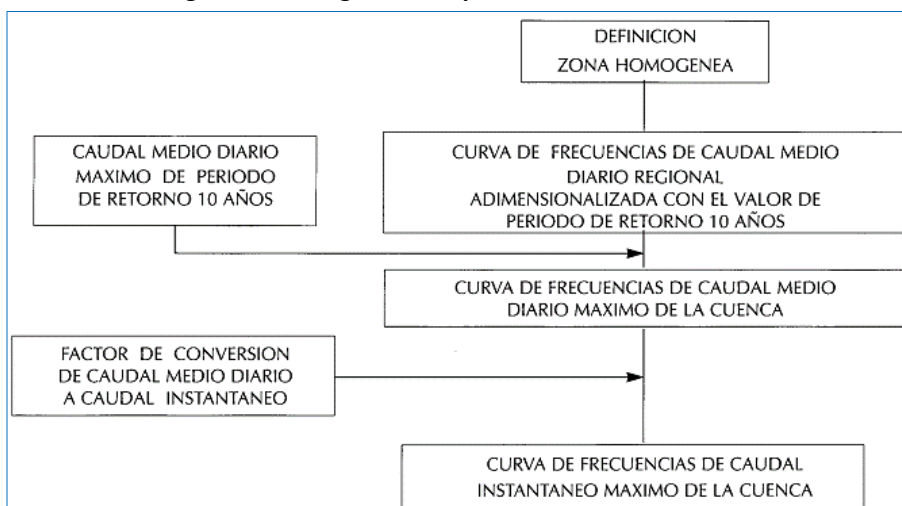 DEFINICION
ZONA HOMOGENEA
CAUDAL MEDIO DIARIO
MAXIMO DE PERIODO
DE RETORNO 10 AÑOS
CURVA DE FRECUENCIAS DE CAUDAL MEDIO
DIARIO REGIONAL
ADIMENSIONALIZADA CON EL VALOR DE
PERIODO DE RETORNO 10 AÑOS
CURVA DE FRECUENCIAS DE CAUDAL MEDIO
DIARIO MAXIMO DE LA CUENCA
FACTOR DE CONVERSION
DE CAUDAL MEDIO DIARIO
A CAUDAL INSTANTANEO
CURVA DE FRECUENCIAS DE CAUDAL
INSTANTANEO MAXIMO DE LA CUENCA